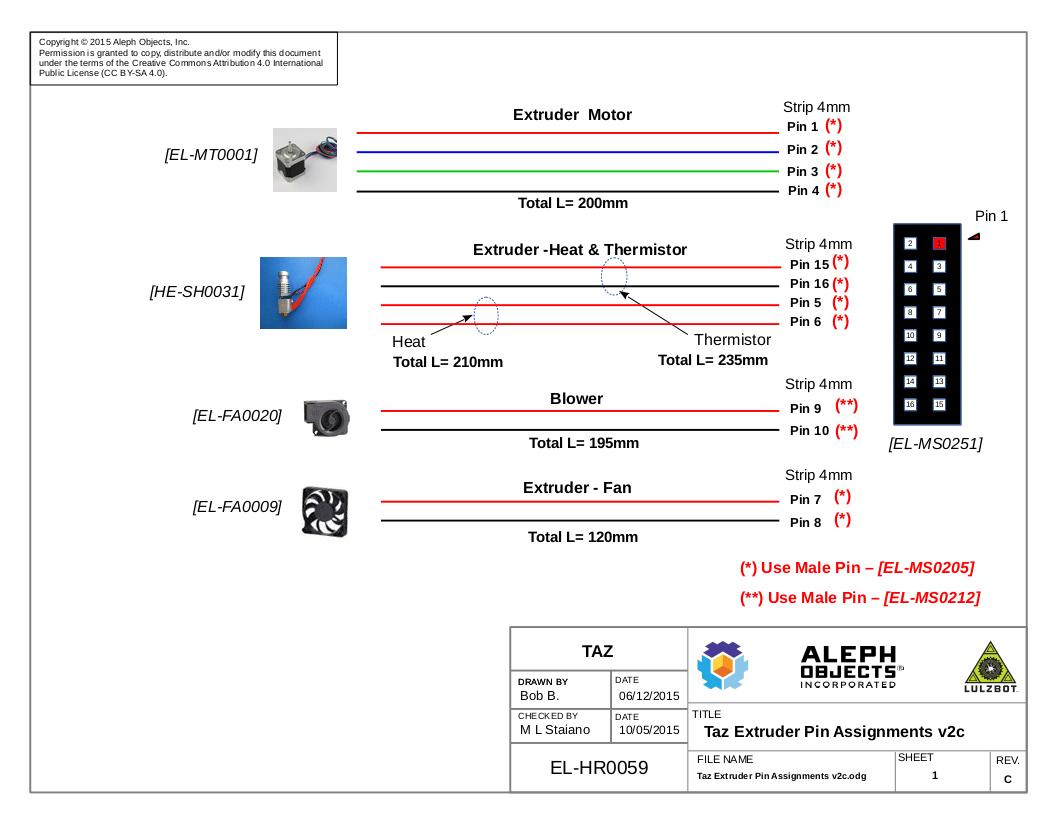 Copyright © 2015 Aleph Objects, Inc.
Permission is granted to copy, distribute and/or modify this document
under the terms of the Creative Commons Attribution 4.0 International
Public License (CC BY-SA 4.0).
Extruder Motor
Strip 4mm
[EL-MT0001]
Pin 1 (*)
Pin 2 (*)
Pin 3 (*)
Pin 4 (*)
Total L= 200mm
Pin 1
Extruder -Heat & Thermistor
Strip 4mm
[HE-SH0031]
Pin 15 (*)
Pin 16 (*)
Pin 5 (*)
Pin 6 (*)
Heat
Total L= 210mm
Thermistor
Total L= 235mm
2 1
4 3
6 5
8 7
10 9
12 11
14 13
16 15
[EL-MS0251]
Blower
Strip 4mm
[EL-FA0020]
Pin 9 (**)
Pin 10 (**)
Total L= 195mm
Extruder - Fan
Strip 4mm
[EL-FA0009]
Pin 7 (*)
Pin 8 (*)
Total L= 120mm
(*) Use Male Pin – [EL-MS0205]
(**) Use Male Pin – [EL-MS0212]
TAZ
DRAWN BY
Bob B.
DATE
06/12/2015
CHECKED BY
M L Staiano
DATE
10/05/2015
EL-HR0059
ALEPH
OBJECTS®
INCORPORATED
LULZBOT
TITLE
Taz Extruder Pin Assignments v2c
FILE NAME
Taz Extruder Pin Assignments v2c.odg
SHEET
1
REV.
C